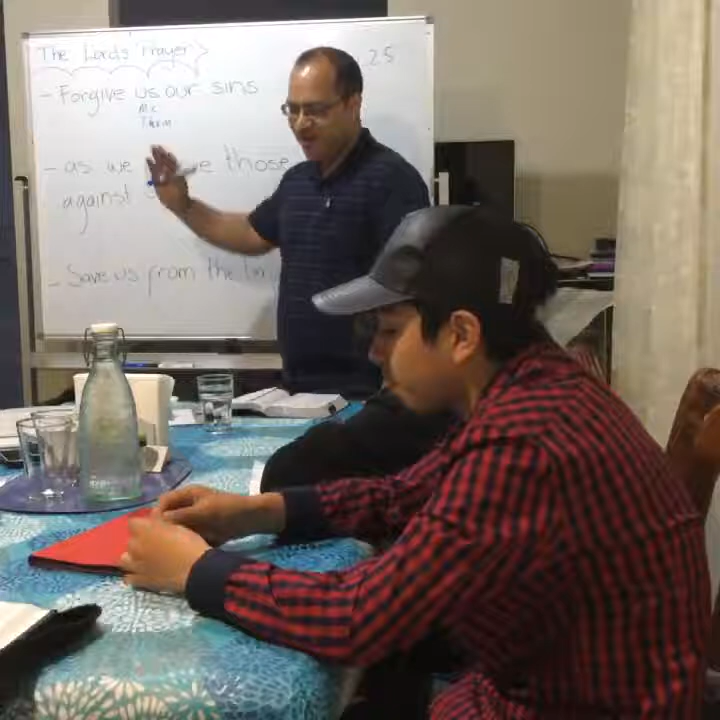 The Lord's Prayer
25
- Forgive us our sins
Me
Them
- as we those
against
- Save us from the